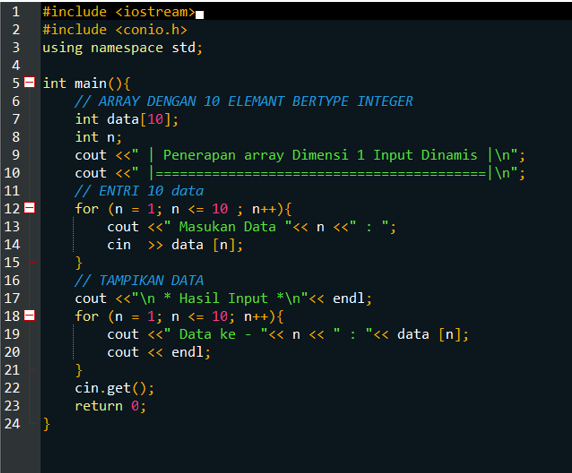 1 #include <iostream>
2 #include <conio.h>
3 using namespace std;
4
5 int main(){
6 // ARRAY DENGAN 10 ELEMANT BERTYPE INTEGER
7 int data[10];
8 int n;
9 cout <<" | Penerapan array Dimensi 1 Input Dinamis |\n";
10 cout <<" |=========================================|\n";
11 // ENTRI 10 data
12 for (n = 1; n <= 10 ; n++){
13 cout <<" Masukan Data "<< n <<" : ";
14 cin  >> data [n];
15 }
16 // TAMPIKAN DATA
17 cout <<"\n * Hasil Input *\n"<< endl;
18 for (n = 1; n <= 10; n++){
19 cout <<" Data ke - "<< n << " : "<< data [n];
20 cout << endl;
21 }
22 cin.get();
23 return 0;
24 }